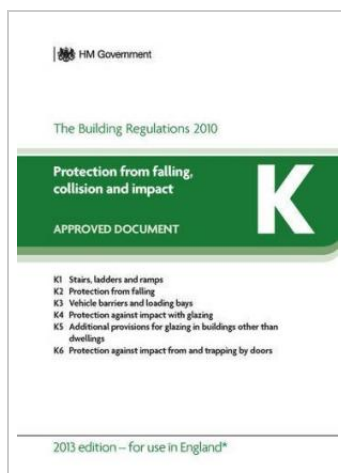 HM Government
The Building Regulations 2010
Protection from falling,
collision and impact
K
APPROVED DOCUMENT
K1 Stairs, ladders and ramps
K2 Protection from falling
K3 Vehicle barriers and loading bays
K4 Protection against impact with glazing
K5 Additional provisions for glazing in buildings other than
dwellings
K6 Protection against impact from and trapping by doors
2013 edition – for use in England*